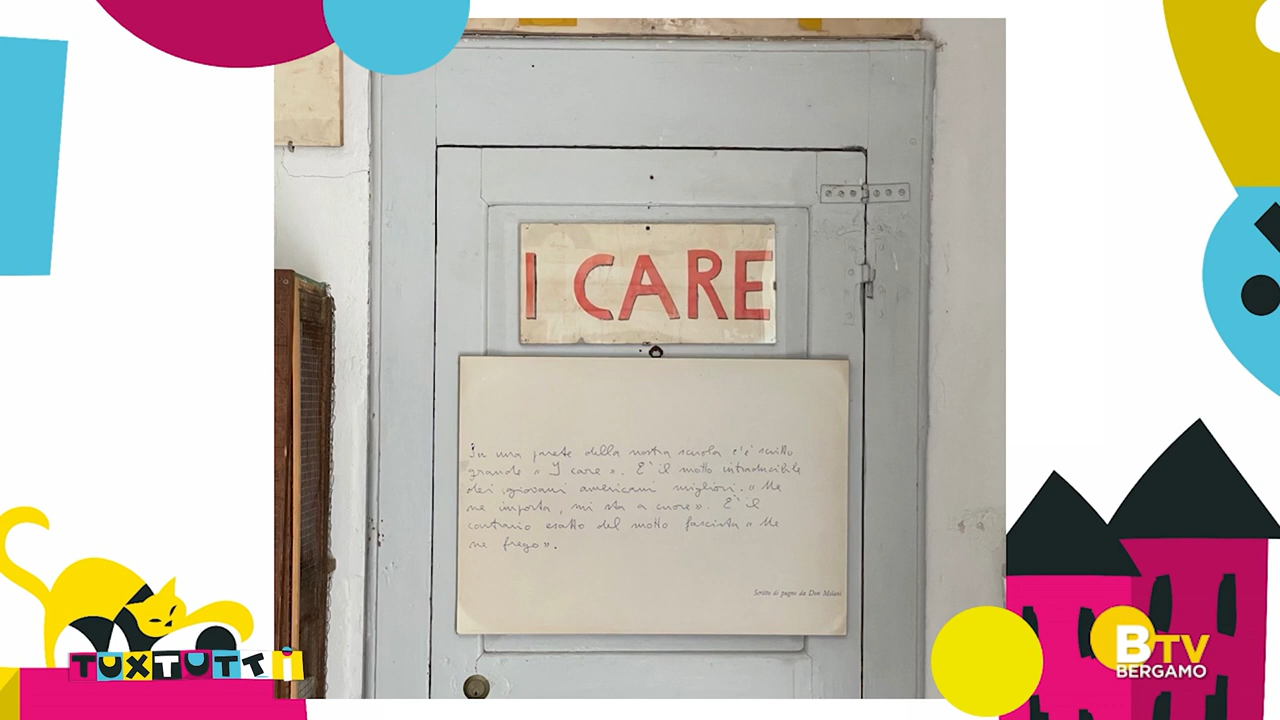 I CARE
In una parete della nostra scuola c'è scritto
grande « I care ». E' il motto intraducibile
dei giovani americani migliori. « Me
ne importa, mi sta a cuore ». E' il
contrario esatto del motto fascista « Me
ne frego ».
Scritto di pugno da Don Milani
TUXTUTTI
BTV
BERGAMO